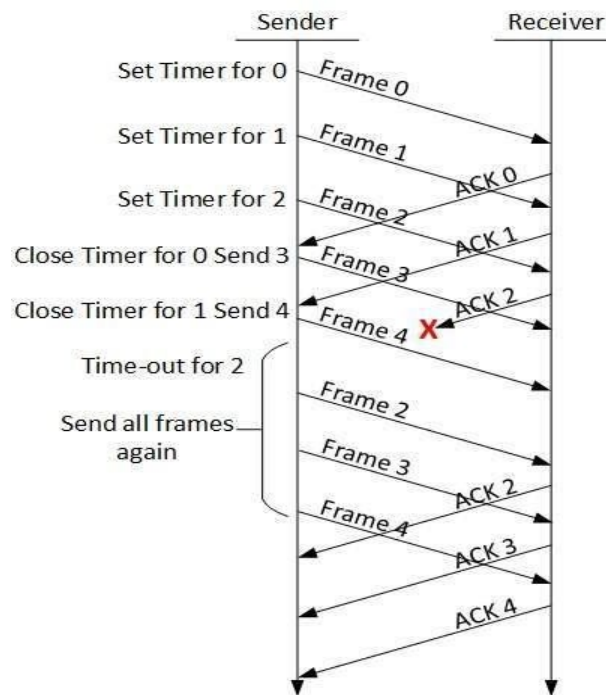 Sender
Receiver
Set Timer for 0
Frame 0
Set Timer for 1
Frame 1
ACK 0
Set Timer for 2
Frame 2
ACK 1
Close Timer for 0 Send 3
Frame 3
ACK 2
X
Close Timer for 1 Send 4
Frame 4
Time-out for 2
Frame 2
Send all frames
again
Frame 3
ACK 2
Frame 4
ACK 3
ACK 4